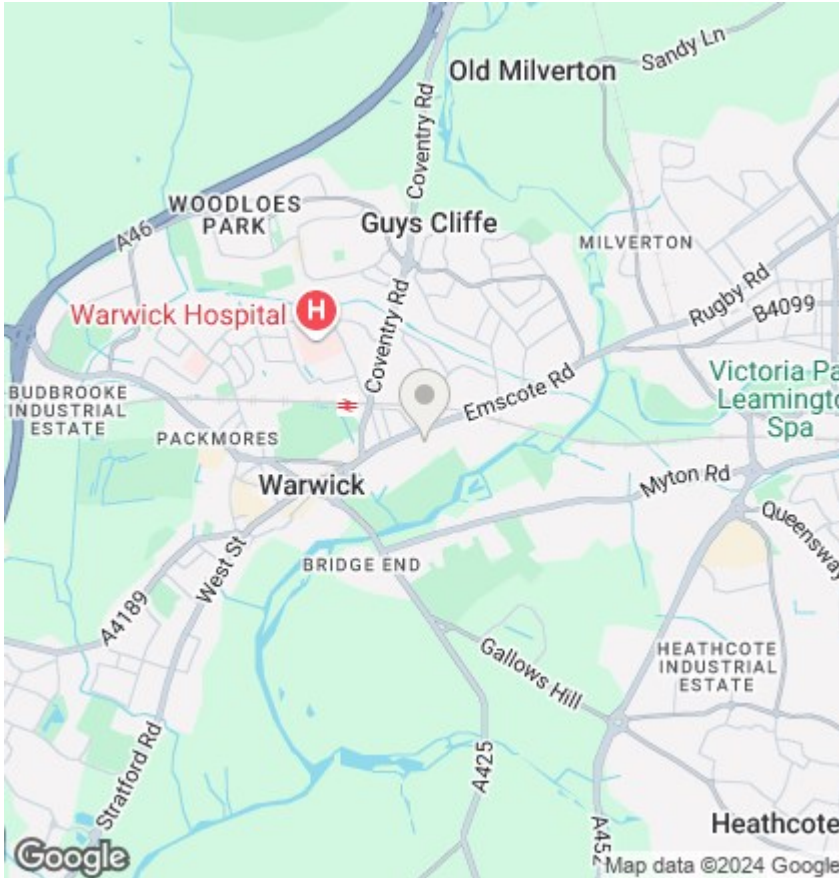 Old Milverton
Sandy Ln
Coventry Rd
WOODLOES
PARK
A46
Guys Cliffe
MILVERTON
Rugby Rd
B4099
Warwick Hospital
H
Coventry Rd
Emscote Rd
Victoria Pa
Leamingto
Spa
BUDBROOKE
INDUSTRIAL
ESTATE
PACKMORES
Warwick
Myton Rd
Queensway
West St
BRIDGE END
A4189
Gallows Hill
HEATHCOTE
INDUSTRIAL
ESTATE
Stratford Rd
A425
A452
Heathcote
Google
Map data ©2024 Google